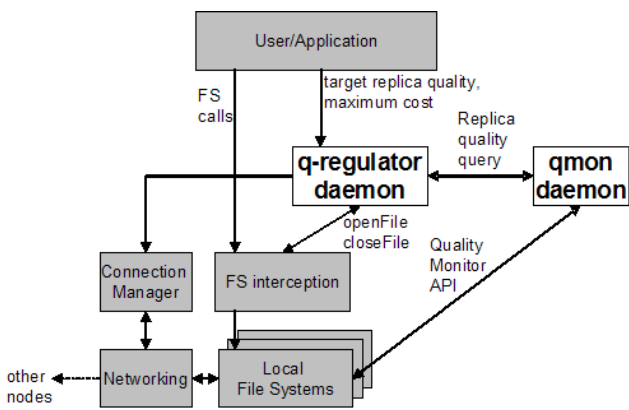 User/Application
FS
calls
target replica quality,
maximum cost
Replica
quality
query
q-regulator
daemon
qmon
daemon
openFile
closeFile
Quality
Monitor
API
Connection
Manager
FS interception
other
nodes
Networking
Local
File Systems